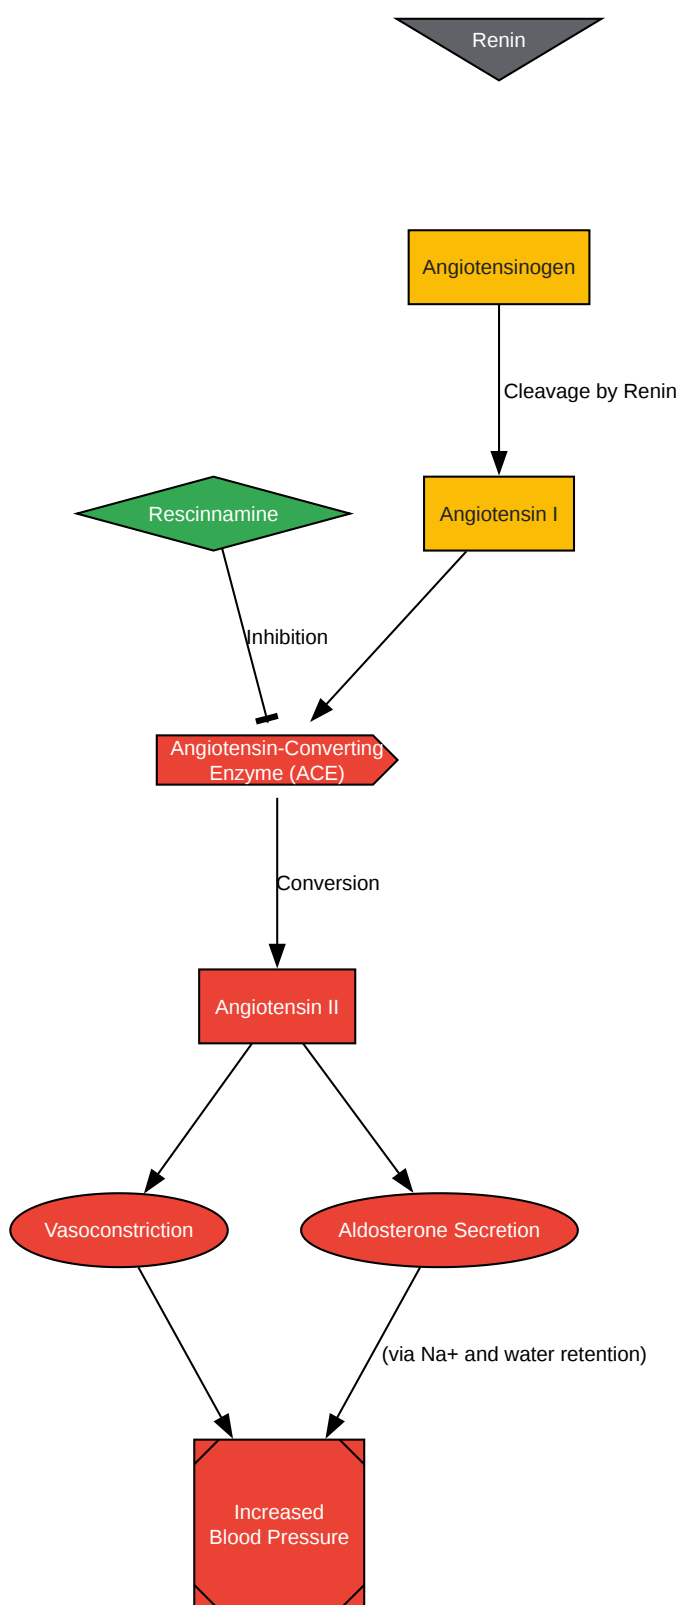 Renin
Angiotensinogen
Cleavage by Renin
Rescinnamine
Angiotensin I
Inhibition
Angiotensin-Converting
Enzyme (ACE)
Conversion
Angiotensin II
Vasoconstriction
Aldosterone Secretion
(via Na+ and water retention)
Increased
Blood Pressure